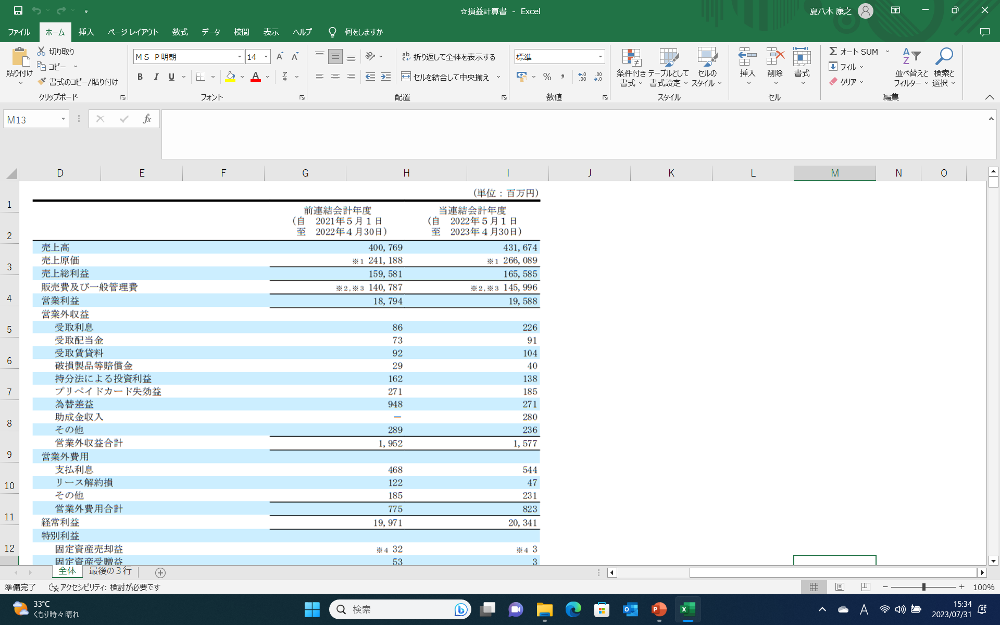 ☆損益計算書 - Excel
夏八木 康之
ファイル ホーム 挿入 ページ レイアウト 数式 データ 校閲 表示 ヘルプ 何をしますか
貼り付け
切り取り
コピー
書式のコピー/貼り付け
クリップボード
ＭＳ Ｐ明朝 14
B I U
フォント
折り返して全体を表示する
セルを結合して中央揃え
配置
標準
数値
条件付き書式
テーブルとして書式設定
セルのスタイル
スタイル
挿入 削除 書式
セル
Σ オート SUM
フィル
クリア
並べ替えとフィルター
検索と選択
編集
M13
fx
D E F G H I J K L M N O
（単位：百万円）
前連結会計年度 当連結会計年度
（自 2021年５月１日 （自 2022年５月１日
至 2022年４月30日） 至 2023年４月30日）
売上高 400,769 431,674
売上原価 ※1 241,188 ※1 266,089
売上総利益 159,581 165,585
販売費及び一般管理費 ※2,※3 140,787 ※2,※3 145,996
営業利益 18,794 19,588
営業外収益
受取利息 86 226
受取配当金 73 91
受取賃貸料 92 104
破損製品等賠償金 29 40
持分法による投資利益 162 138
プリペイドカード失効益 271 185
為替差益 948 271
助成金収入 － 280
その他 289 236
営業外収益合計 1,952 1,577
営業外費用
支払利息 468 544
リース解約損 122 47
その他 185 231
営業外費用合計 775 823
経常利益 19,971 20,341
特別利益
固定資産売却益 ※4 32 ※4 3
固定資産受贈益 53 3
1
2
3
4
5
6
7
8
9
10
11
12
全体 最後の３行
準備完了 アクセシビリティ: 検討が必要です 100%
33°C
くもり時々晴れ
検索
A
15:34
2023/07/31